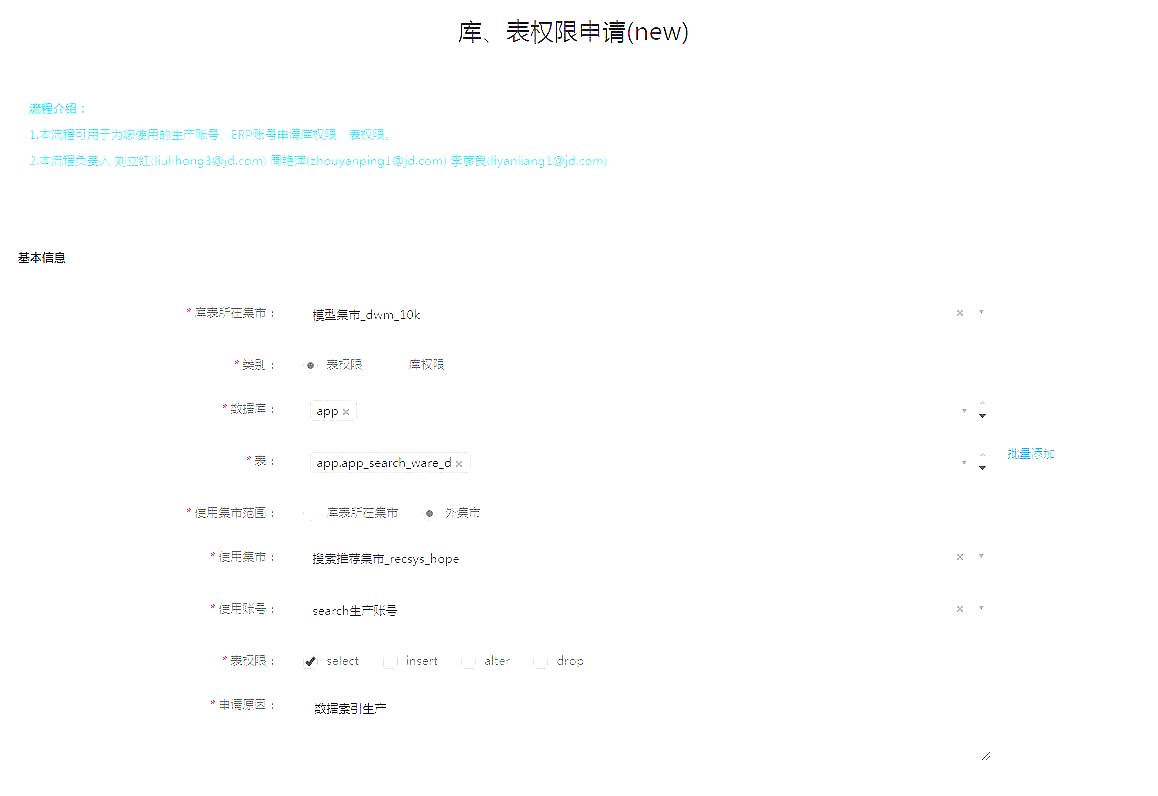 库、表权限申请(new)
流程介绍：
1.本流程可用于为您使用的生产账号、ERP账号申请库权限、表权限。
2.本流程负责人 刘立红(liulihong3@jd.com) 周艳萍(zhouyanping1@jd.com) 李彦良(liyanliang1@jd.com)
基本信息
* 库表所在集市： 模型集市_dwm_10k
* 类别： 表权限 库权限
* 数据库： app
* 表： app.app_search_ware_d 批量添加
* 使用集市范围： 库表所在集市 外集市
* 使用集市： 搜索推荐集市_recsys_hope
* 使用账号： search生产账号
* 表权限： select insert alter drop
* 申请原因： 数据索引生产